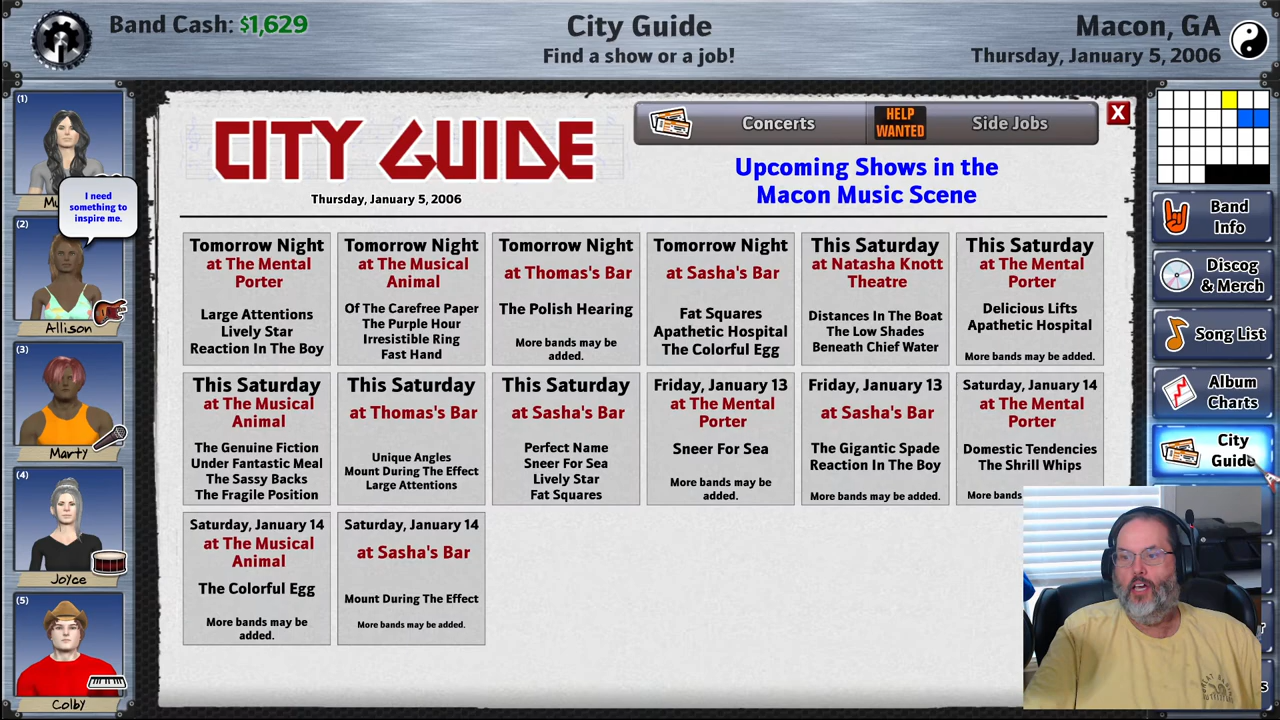 Band Cash: $1,629
City Guide
Find a show or a job!
Macon, GA
Thursday, January 5, 2006
(1)
I need
something to
inspire me.
(2)
Allison
(3)
Marty
(4)
Joyce
(5)
Colby
CITY GUIDE
Thursday, January 5, 2006
Concerts
HELP
WANTED
Side Jobs
X
Upcoming Shows in the
Macon Music Scene
Tomorrow Night
at The Mental
Porter
Large Attentions
Lively Star
Reaction In The Boy
Tomorrow Night
at The Musical
Animal
Of The Carefree Paper
The Purple Hour
Irresistible Ring
Fast Hand
Tomorrow Night
at Thomas's Bar
The Polish Hearing
More bands may be
added.
Tomorrow Night
at Sasha's Bar
Fat Squares
Apathetic Hospital
The Colorful Egg
This Saturday
at Natasha Knott
Theatre
Distances In The Boat
The Low Shades
Beneath Chief Water
This Saturday
at The Mental
Porter
Delicious Lifts
Apathetic Hospital
More bands may be added.
This Saturday
at The Musical
Animal
The Genuine Fiction
Under Fantastic Meal
The Sassy Backs
The Fragile Position
This Saturday
at Thomas's Bar
Unique Angles
Mount During The Effect
Large Attentions
This Saturday
at Sasha's Bar
Perfect Name
Sneer For Sea
Lively Star
Fat Squares
Friday, January 13
at The Mental
Porter
Sneer For Sea
More bands may be
added.
Friday, January 13
at Sasha's Bar
The Gigantic Spade
Reaction In The Boy
More bands may be added.
Saturday, January 14
at The Mental
Porter
Domestic Tendencies
The Shrill Whips
More bands
Saturday, January 14
at The Musical
Animal
The Colorful Egg
More bands may be
added.
Saturday, January 14
at Sasha's Bar
Mount During The Effect
More bands may be added.
Band
Info
Discog
& Merch
Song List
Album
Charts
City
Guide